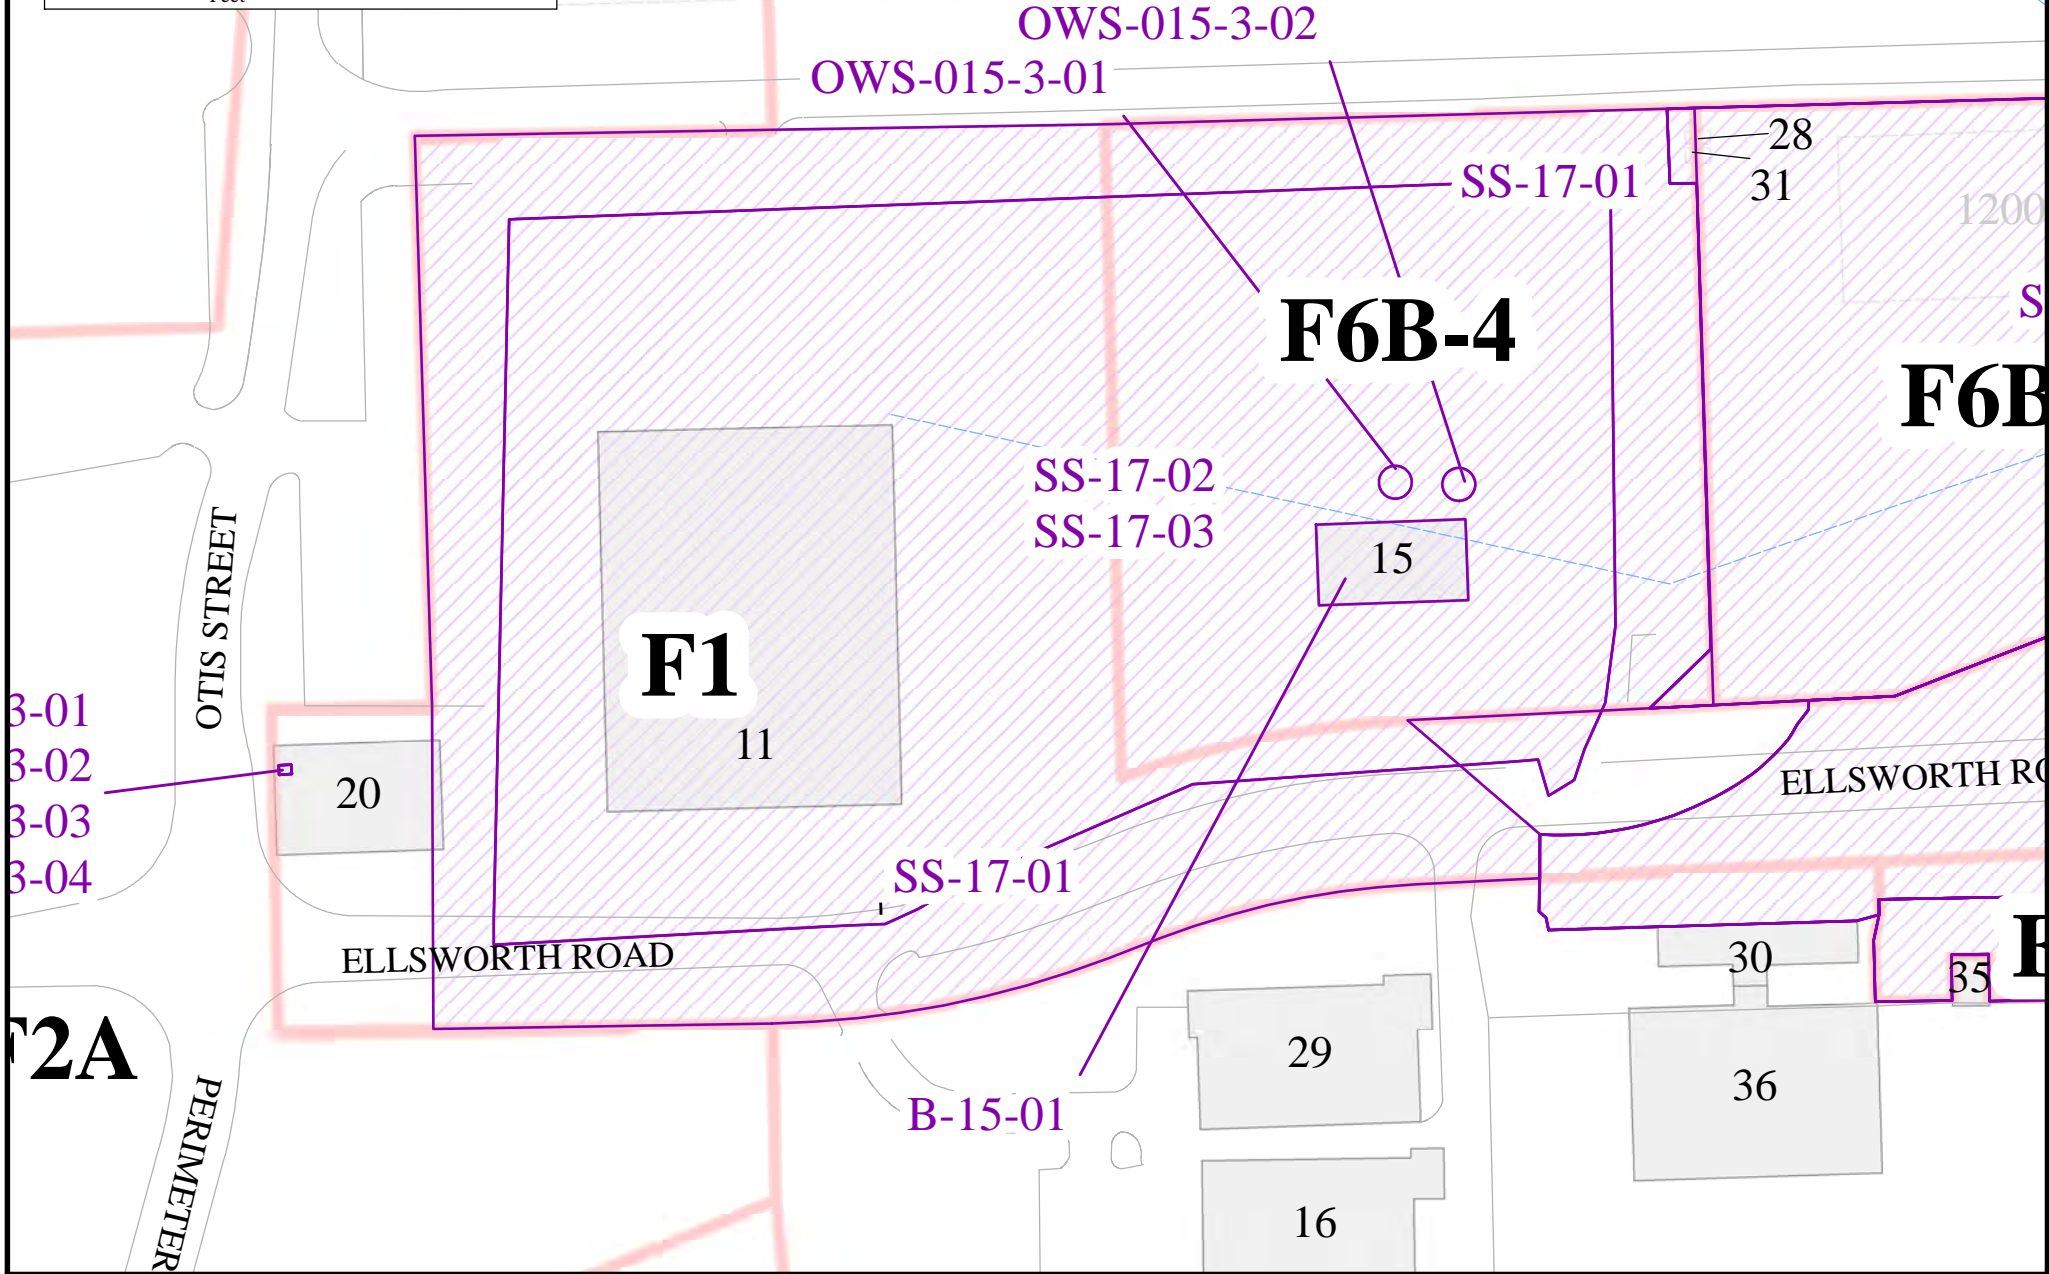 OWS-015-3-02
OWS-015-3-01
28
SS-17-01
31
1200
F6B-4
F6B
SS-17-02
SS-17-03
15
OTIS STREET
F1
3-01
11
3-02
20
ELLSWORTH RO
3-03
3-04
SS-17-01
ELLSWORTH ROAD
30
35
F2A
29
36
B-15-01
PERIMETER
16